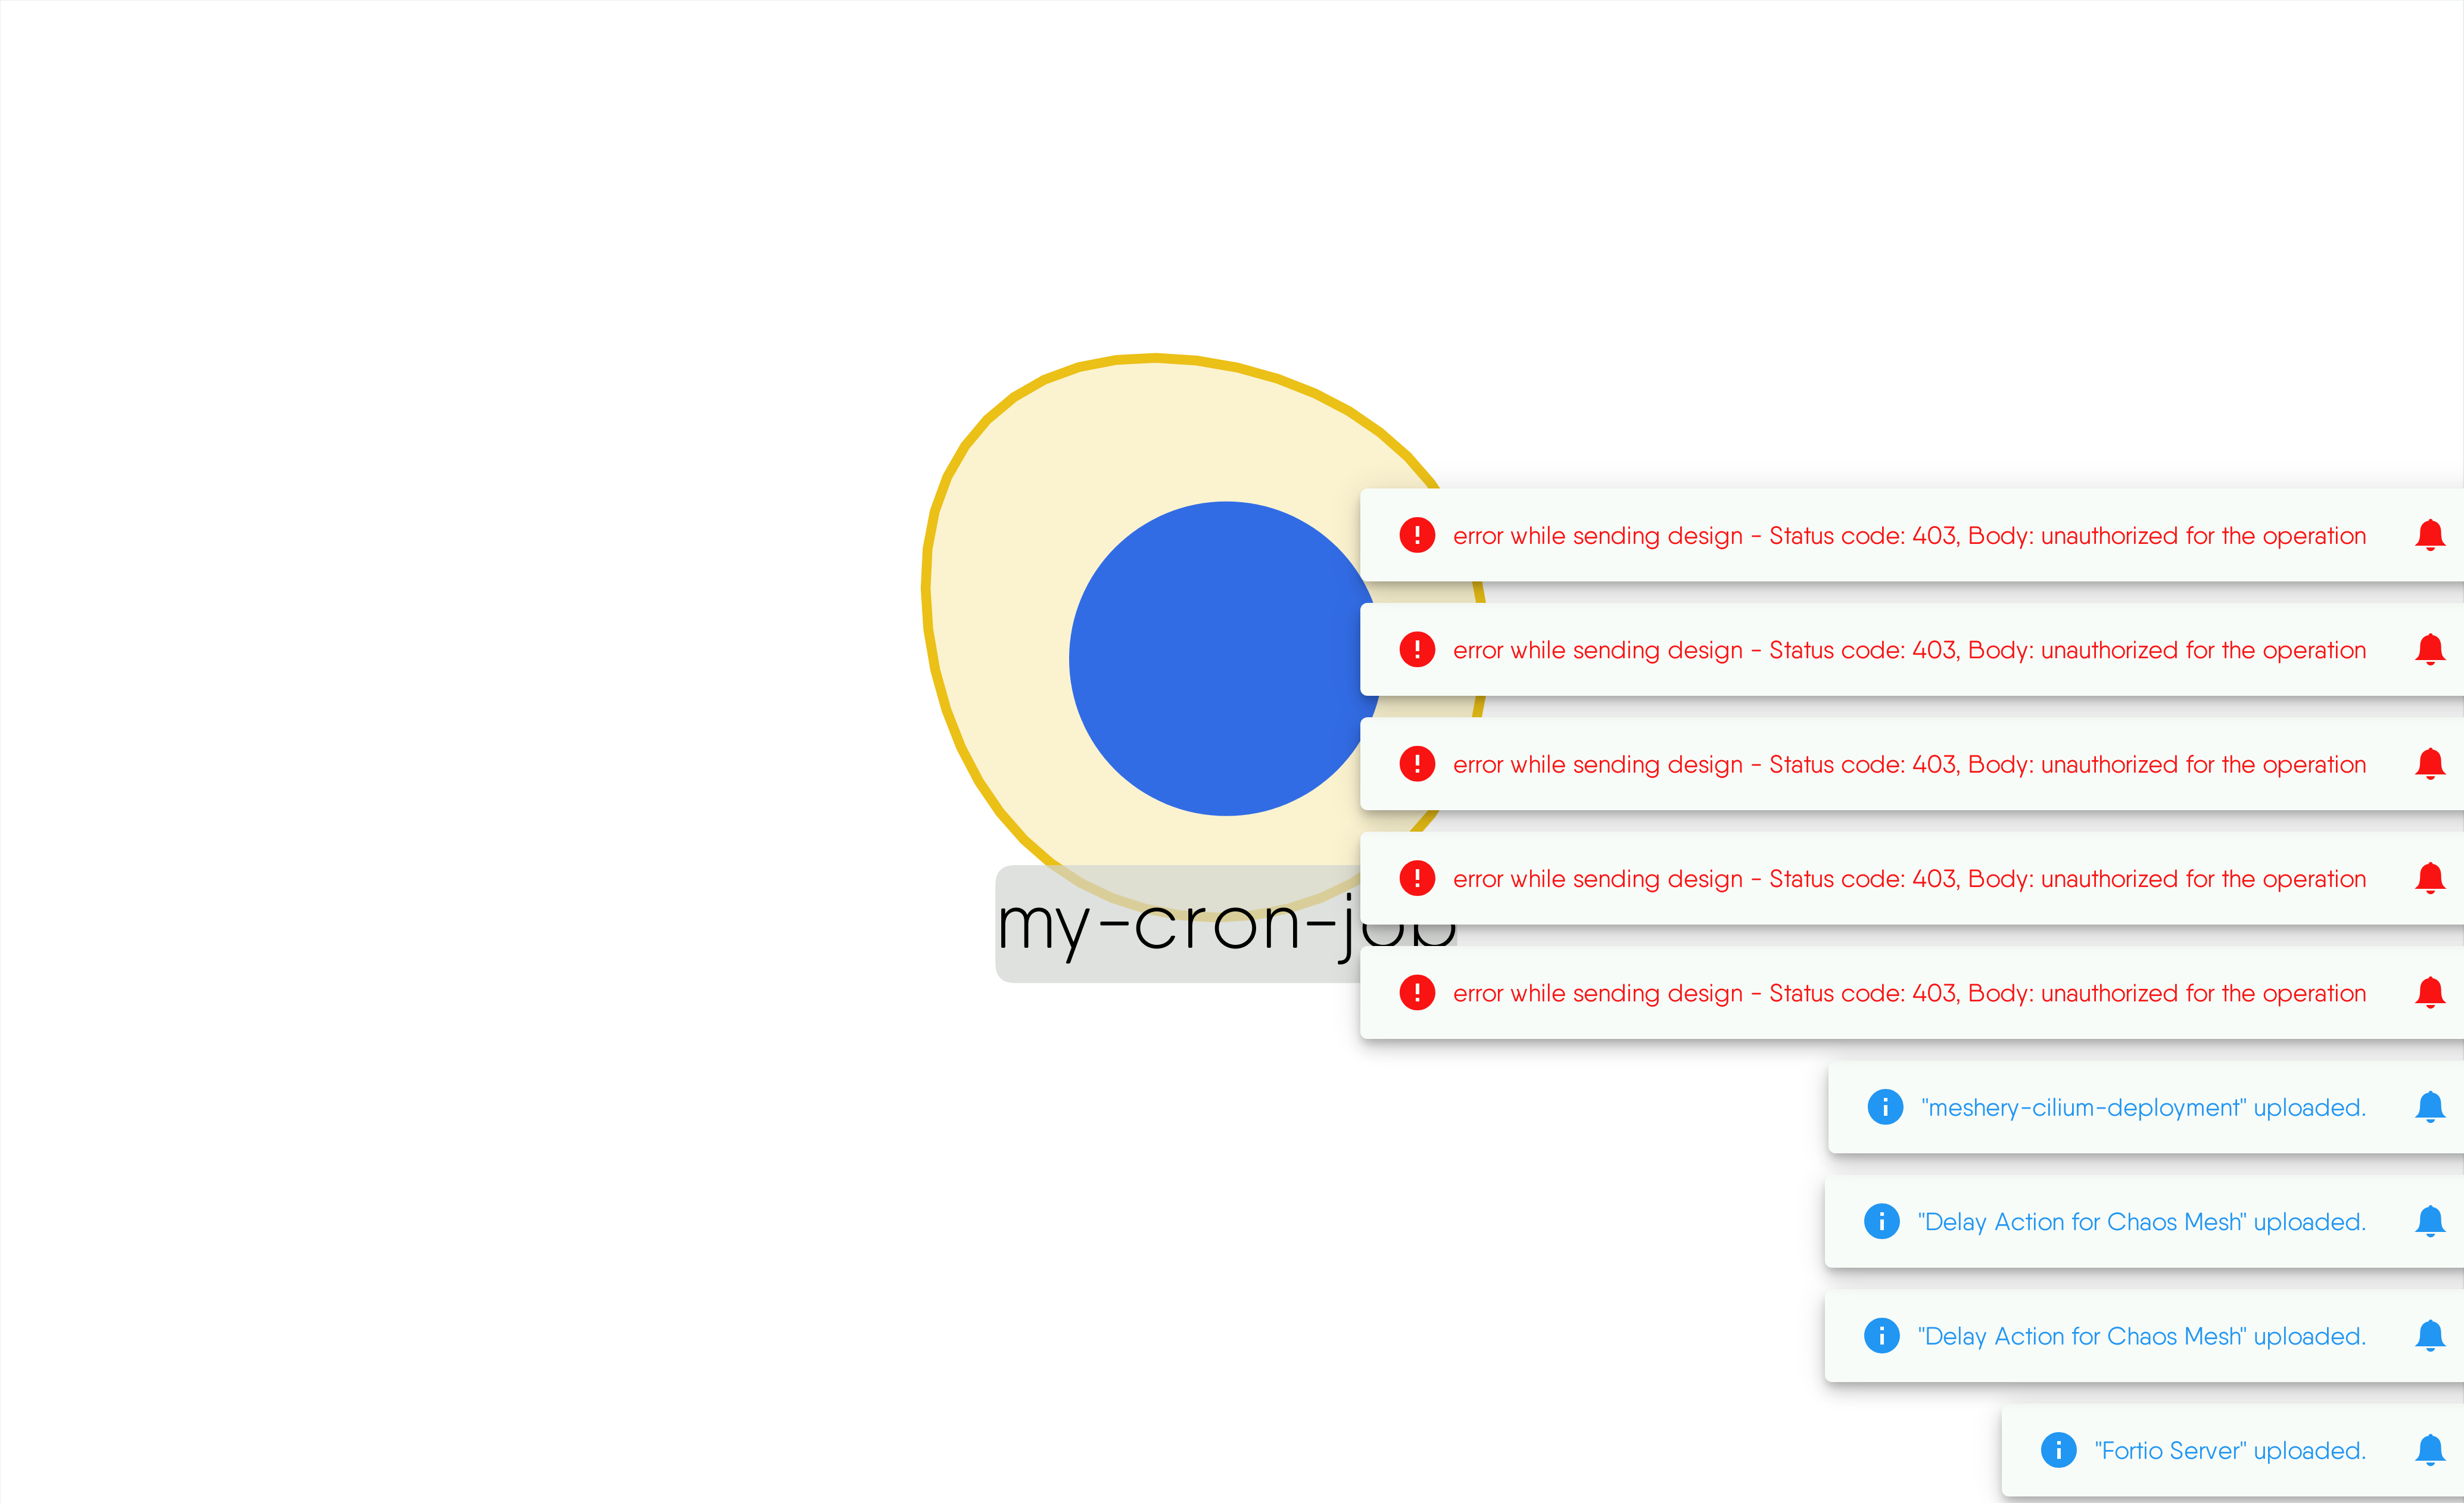 error while sending design - Status code: 403, Body: unauthorized for the operation
error while sending design - Status code: 403, Body: unauthorized for the operation
error while sending design - Status code: 403, Body: unauthorized for the operation
error while sending design - Status code: 403, Body: unauthorized for the operation
my-cron-job
error while sending design - Status code: 403, Body: unauthorized for the operation
"meshery-cilium-deployment" uploaded.
"Delay Action for Chaos Mesh" uploaded.
"Delay Action for Chaos Mesh" uploaded.
"Fortio Server" uploaded.